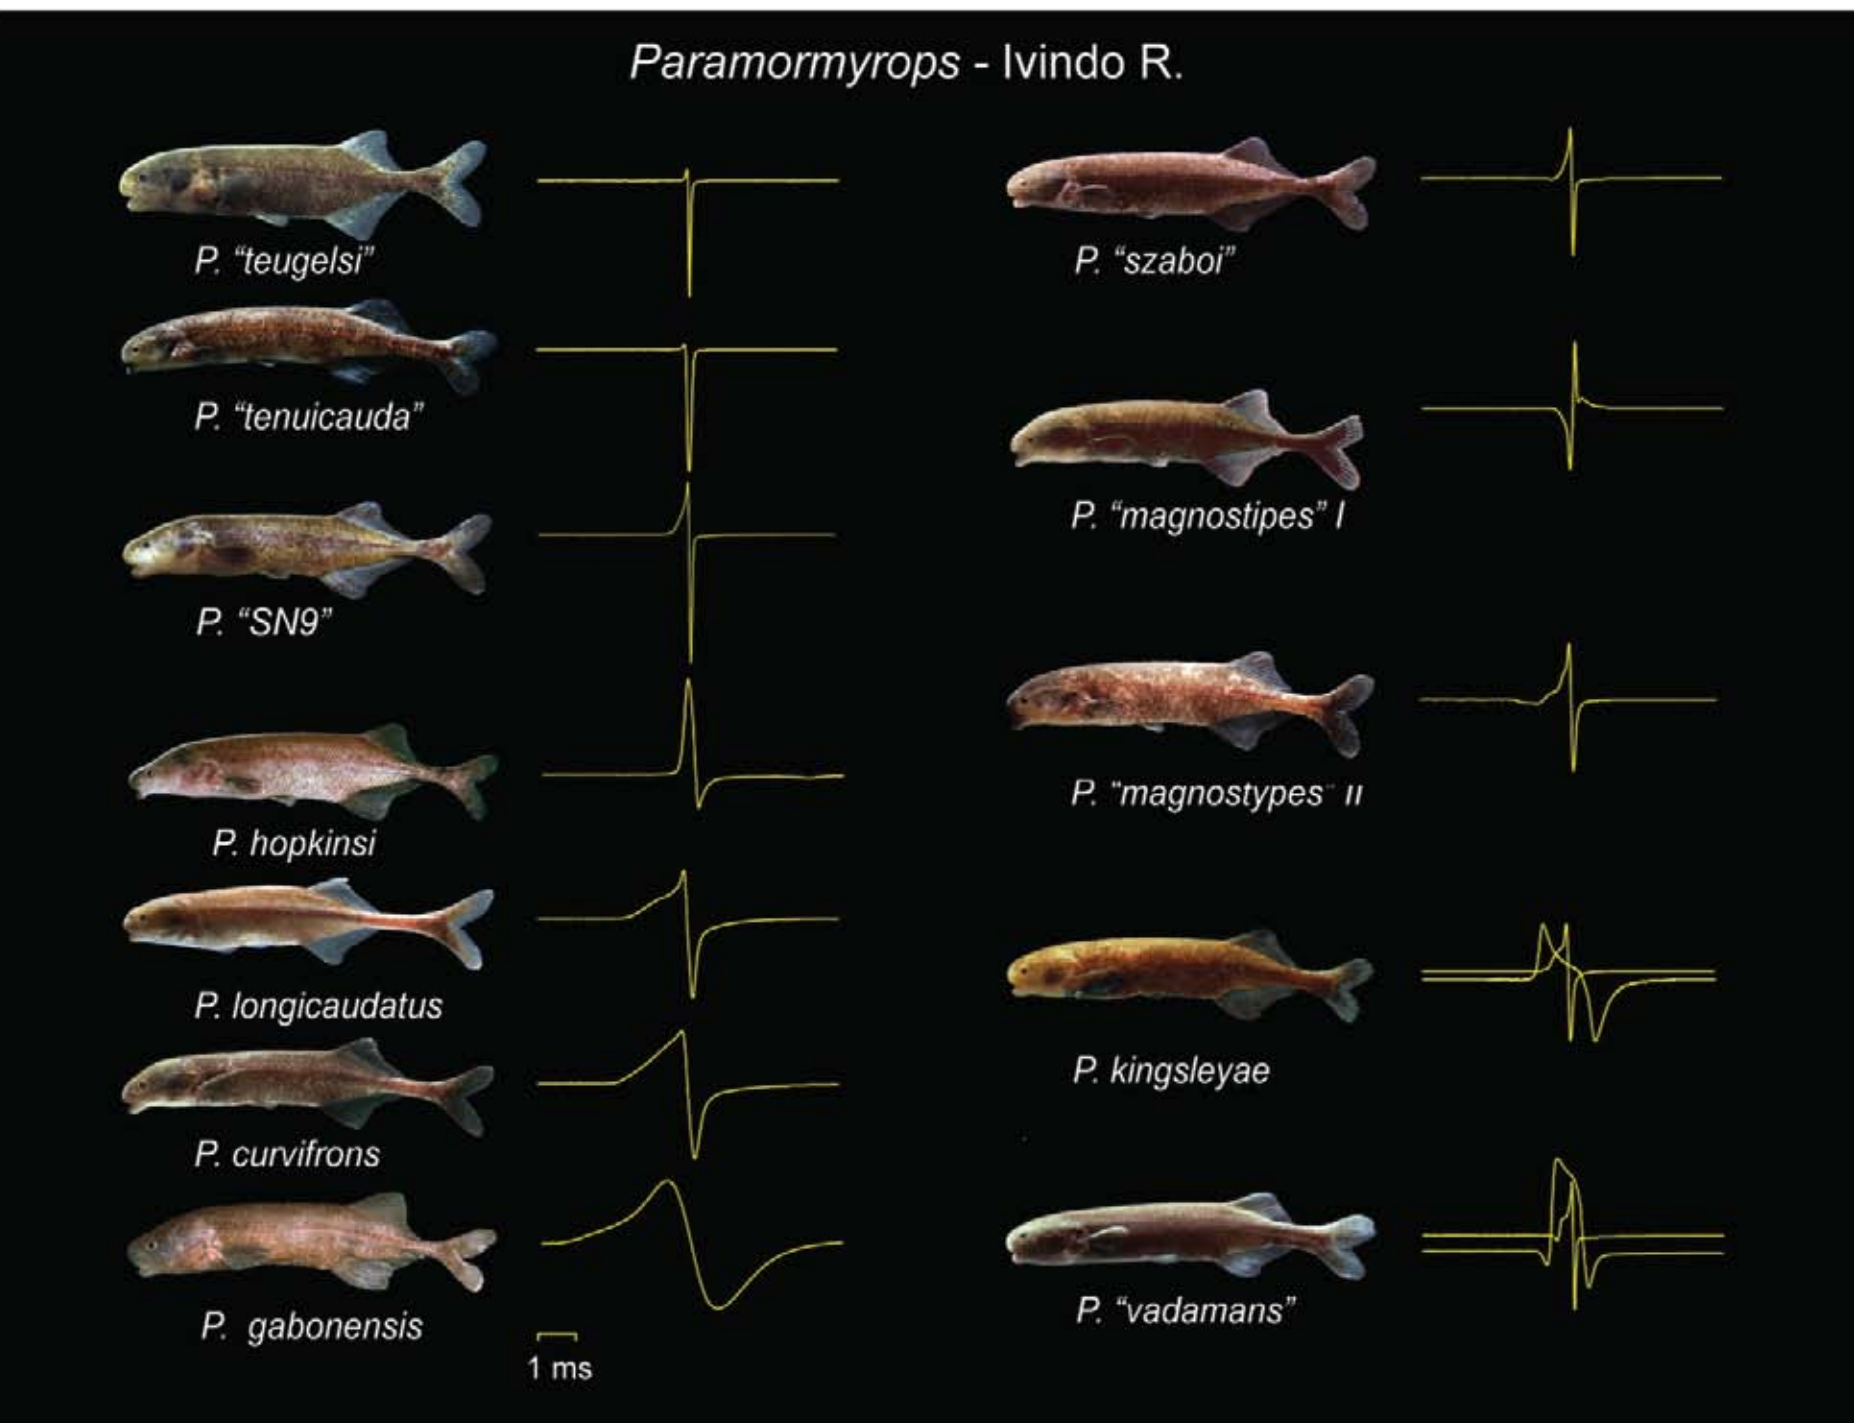 Paramormyrops - Ivindo R.
P. “teugelsi”
P. “tenuicauda”
P. “SN9”
P. hopkinsi
P. longicaudatus
P. curvifrons
P. gabonensis
1 ms
P. “szaboi”
P. “magnostipes” I
P. "magnostypes" II
P. kingsleyae
P. “vadamans”